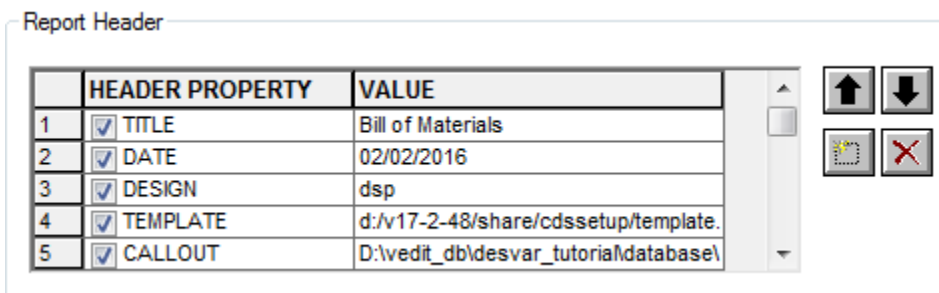 Report Header
HEADER PROPERTY VALUE
1 TITLE Bill of Materials
2 DATE 02/02/2016
3 DESIGN dsp
4 TEMPLATE d:/v17-2-48/share/cdssetup/template.
5 CALLOUT D:\vedit_db\desvar_tutorial\database\